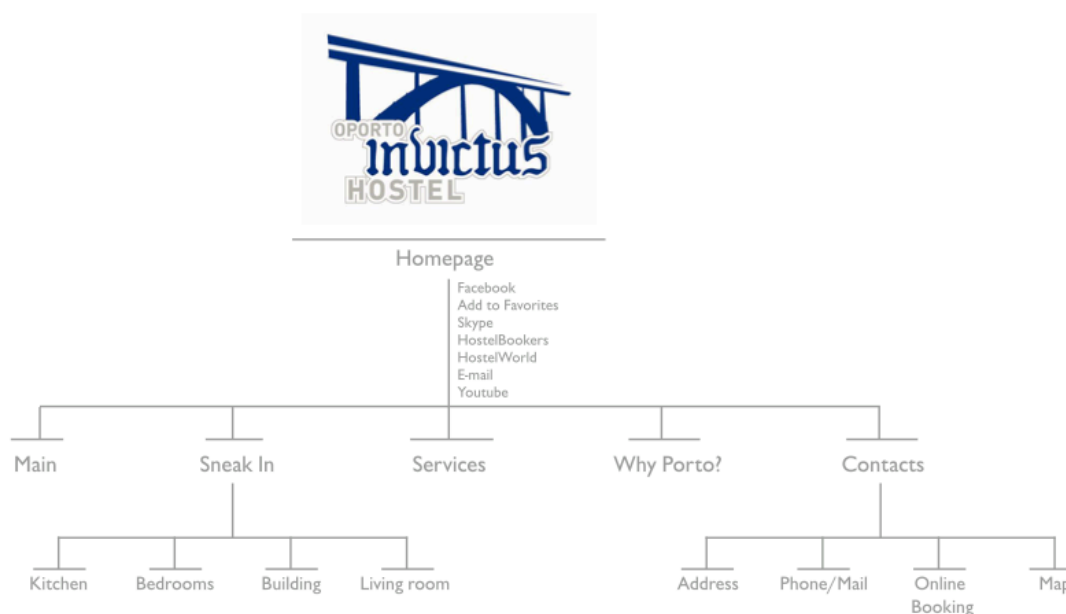 OPORTO
invictus
HOSTEL
Homepage
Facebook
Add to Favorites
Skype
HostelBookers
HostelWorld
E-mail
Youtube
Main
Sneak In
Services
Why Porto?
Contacts
Kitchen
Bedrooms
Building
Living room
Address
Phone/Mail
Online
Booking
Map